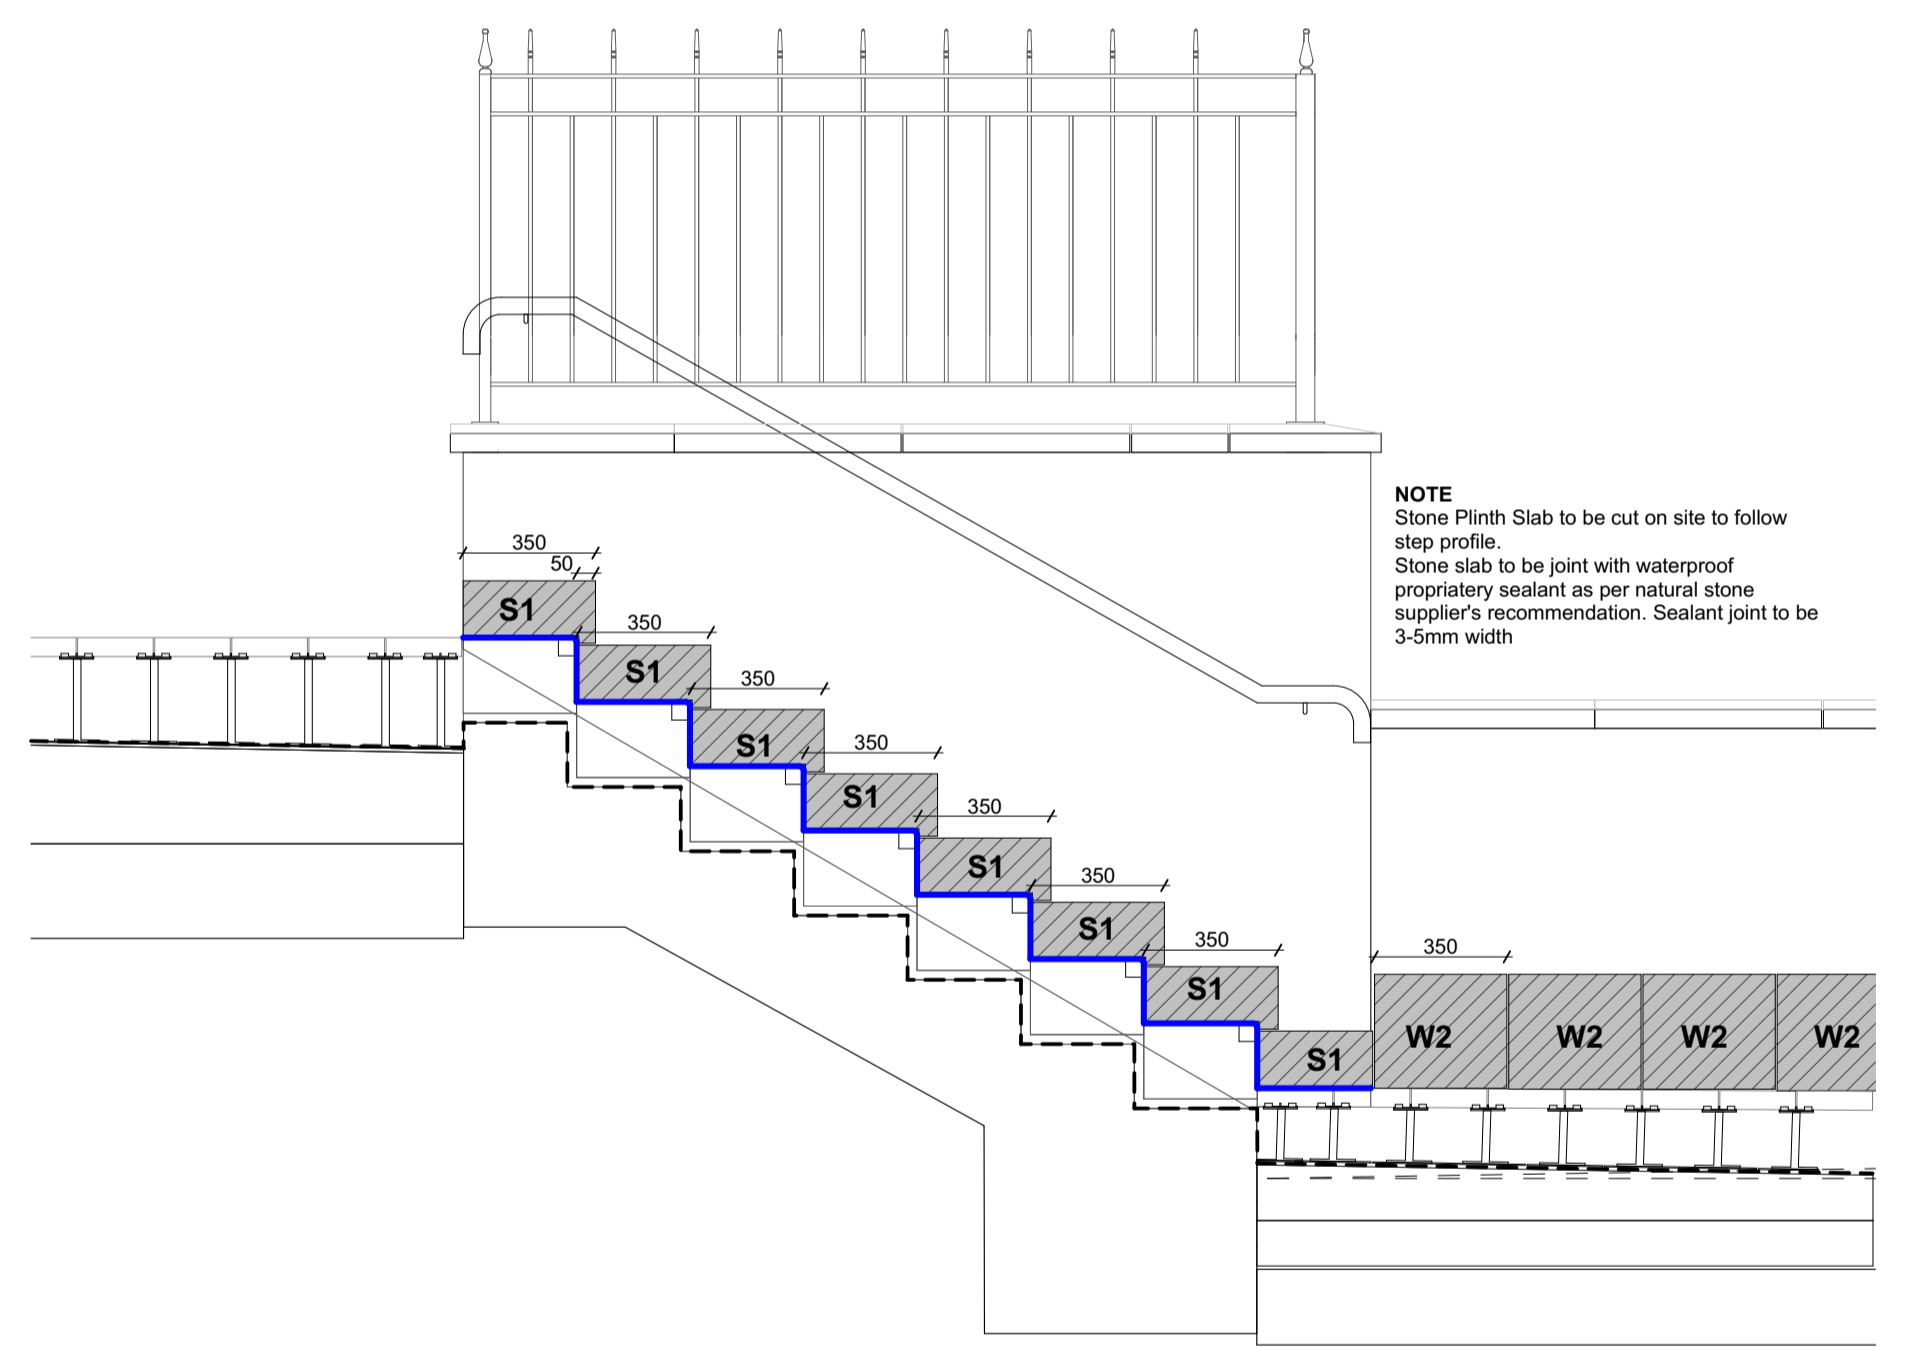 NOTE
Stone Plinth Slab to be cut on site to follow
step profile.
Stone slab to be joint with waterproof
propriatery sealant as per natural stone
supplier's recommendation. Sealant joint to be
3-5mm width
350
50
S1
350
S1
350
S1
350
S1
350
S1
350
S1
350
S1
350
S1
W2
W2
W2
W2